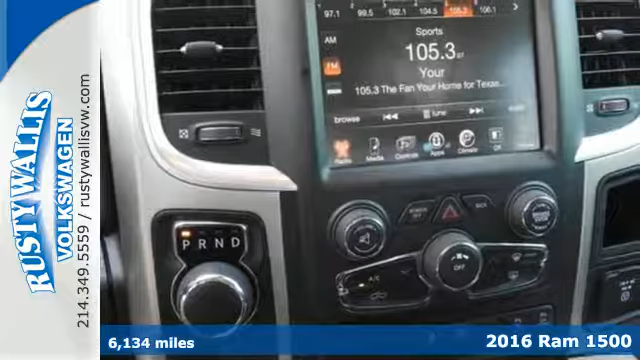 97.1 99.5 102.1 104.5 105.3 106.1
AM
FM
Sports
105.3
Your
105.3 The Fan Your Home for Texas...
browse
tune
Radio Media Controls Apps Climate
P R N D
BACK
A/C
OFF
RUSTY WALLIS
VOLKSWAGEN
214.349.5559 / rustywallisvw.com
6,134 miles
2016 Ram 1500